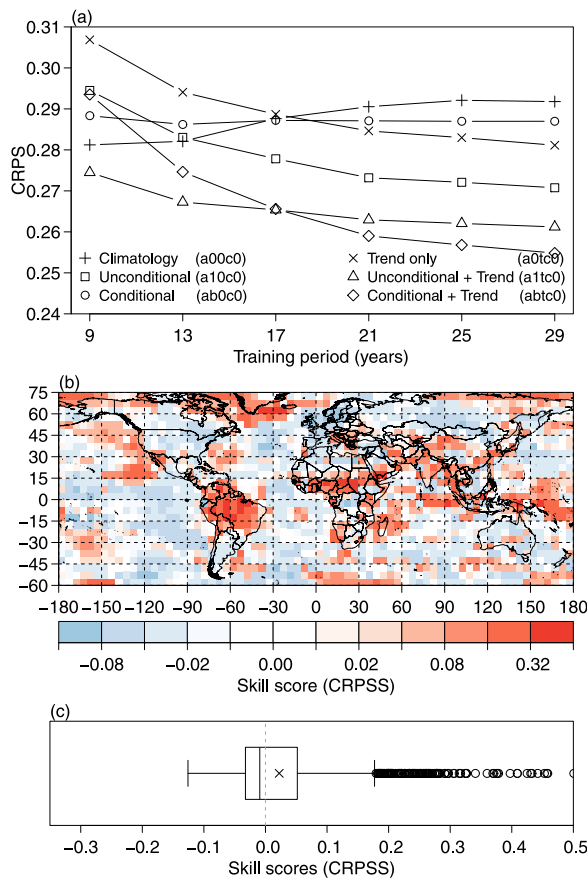 (a)
0.31
0.30
0.29
0.28
0.27
0.26
0.25
0.24
CRPS
Climatology (a00c0)
Unconditional (a10c0)
Conditional (ab0c0)
Trend only (a0tc0)
Unconditional + Trend (a1tc0)
Conditional + Trend (abtc0)
9 13 17 21 25 29
Training period (years)
(b)
75
60
45
30
15
0
−15
−30
−45
−60
−180 −150 −120 −90 −60 −30 0 30 60 90 120 150 180
−0.08 −0.02 0.00 0.02 0.08 0.32
Skill score (CRPSS)
(c)
−0.3 −0.2 −0.1 0.0 0.1 0.2 0.3 0.4 0.5
Skill scores (CRPSS)